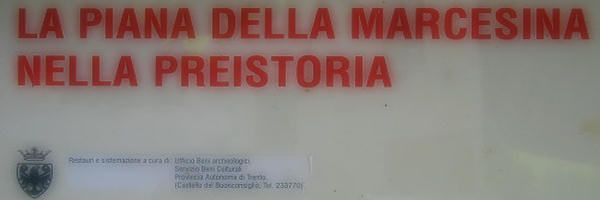 LA PIANA DELLA MARCESINA
NELLA PREISTORIA
Restauri e sistemazione a cura di: Ufficio Beni archeologici
Servizio Beni Culturali
Provincia Autonoma di Trento.
(Castello del Buonconsiglio, Tel. 233770)